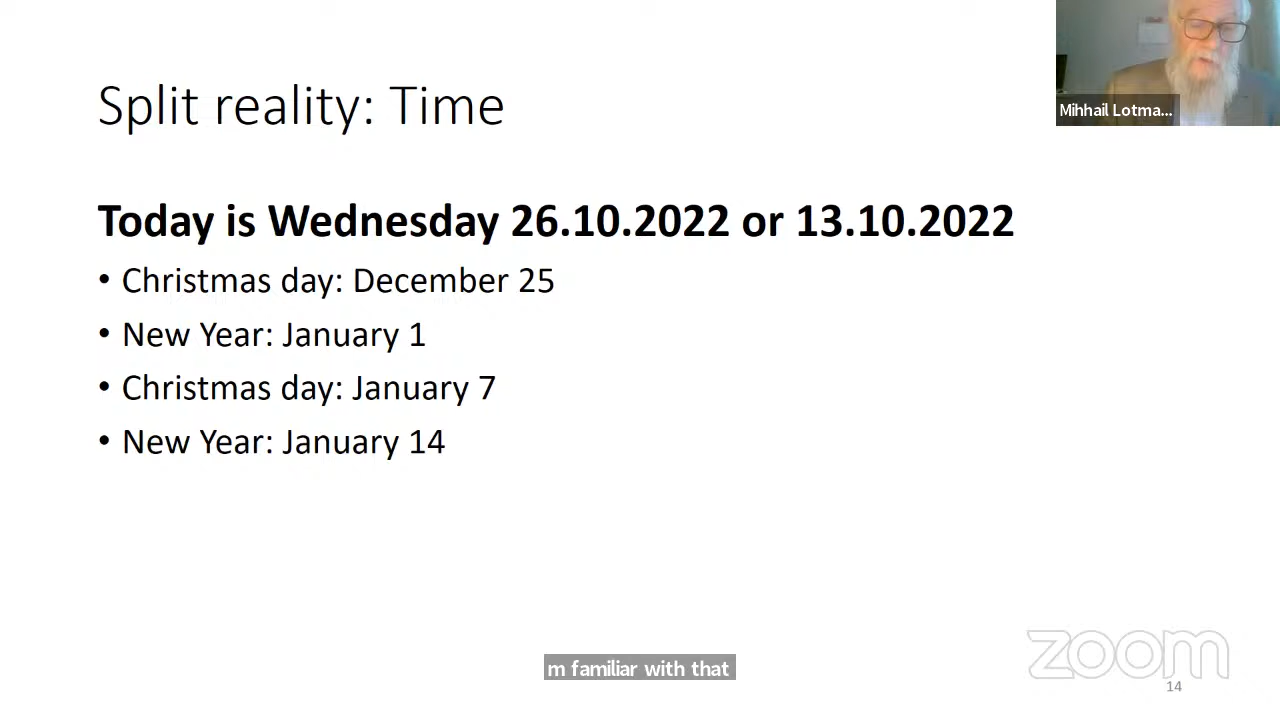 Split reality: Time
Mihhail Lotma...
Today is Wednesday 26.10.2022 or 13.10.2022
• Christmas day: December 25
• New Year: January 1
• Christmas day: January 7
• New Year: January 14
m familiar with that
zoom
14